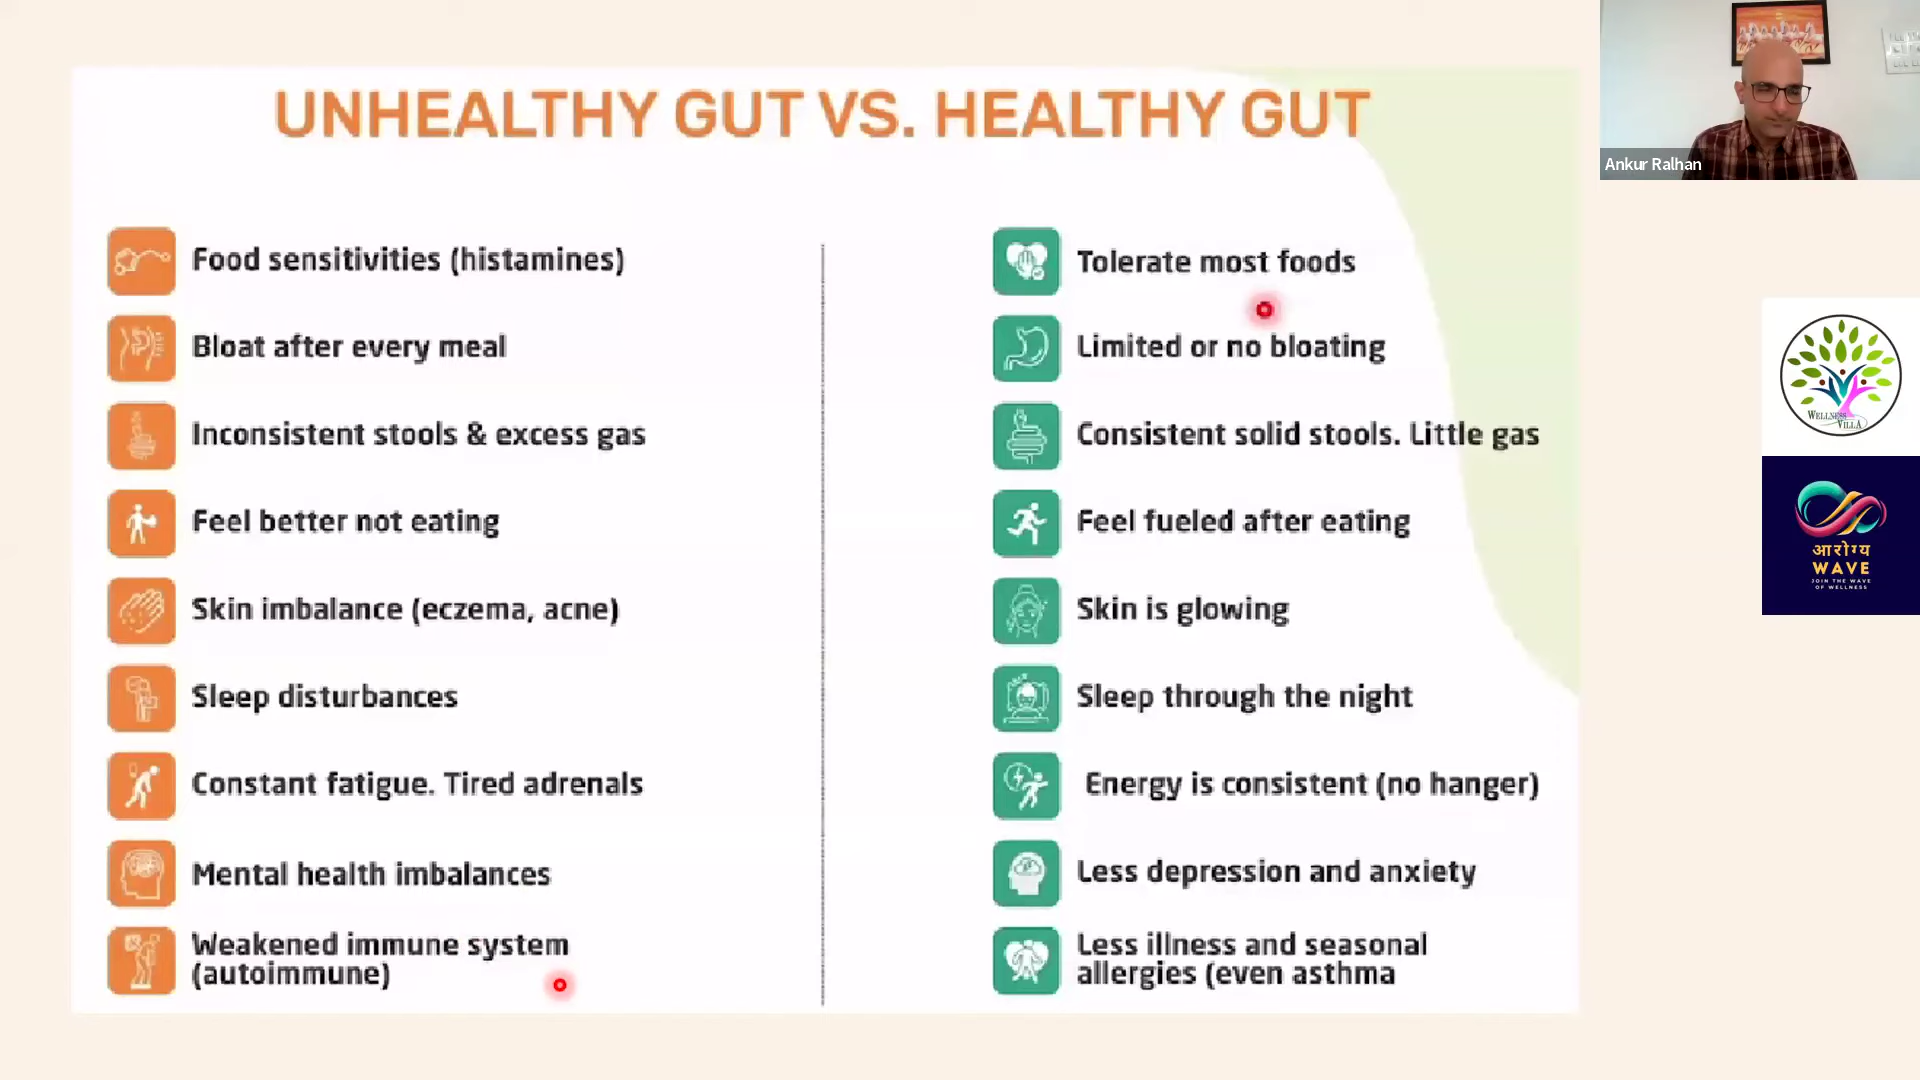 UNHEALTHY GUT VS. HEALTHY GUT
Food sensitivities (histamines)
Bloat after every meal
Inconsistent stools & excess gas
Feel better not eating
Skin imbalance (eczema, acne)
Sleep disturbances
Constant fatigue. Tired adrenals
Mental health imbalances
Weakened immune system
(autoimmune)
Tolerate most foods
Limited or no bloating
Consistent solid stools. Little gas
Feel fueled after eating
Skin is glowing
Sleep through the night
Energy is consistent (no hanger)
Less depression and anxiety
Less illness and seasonal
allergies (even asthma
Ankur Ralhan
WELLNESS
VILLA
आरोग्य
WAVE
JOIN THE WAVE
OF WELLNESS